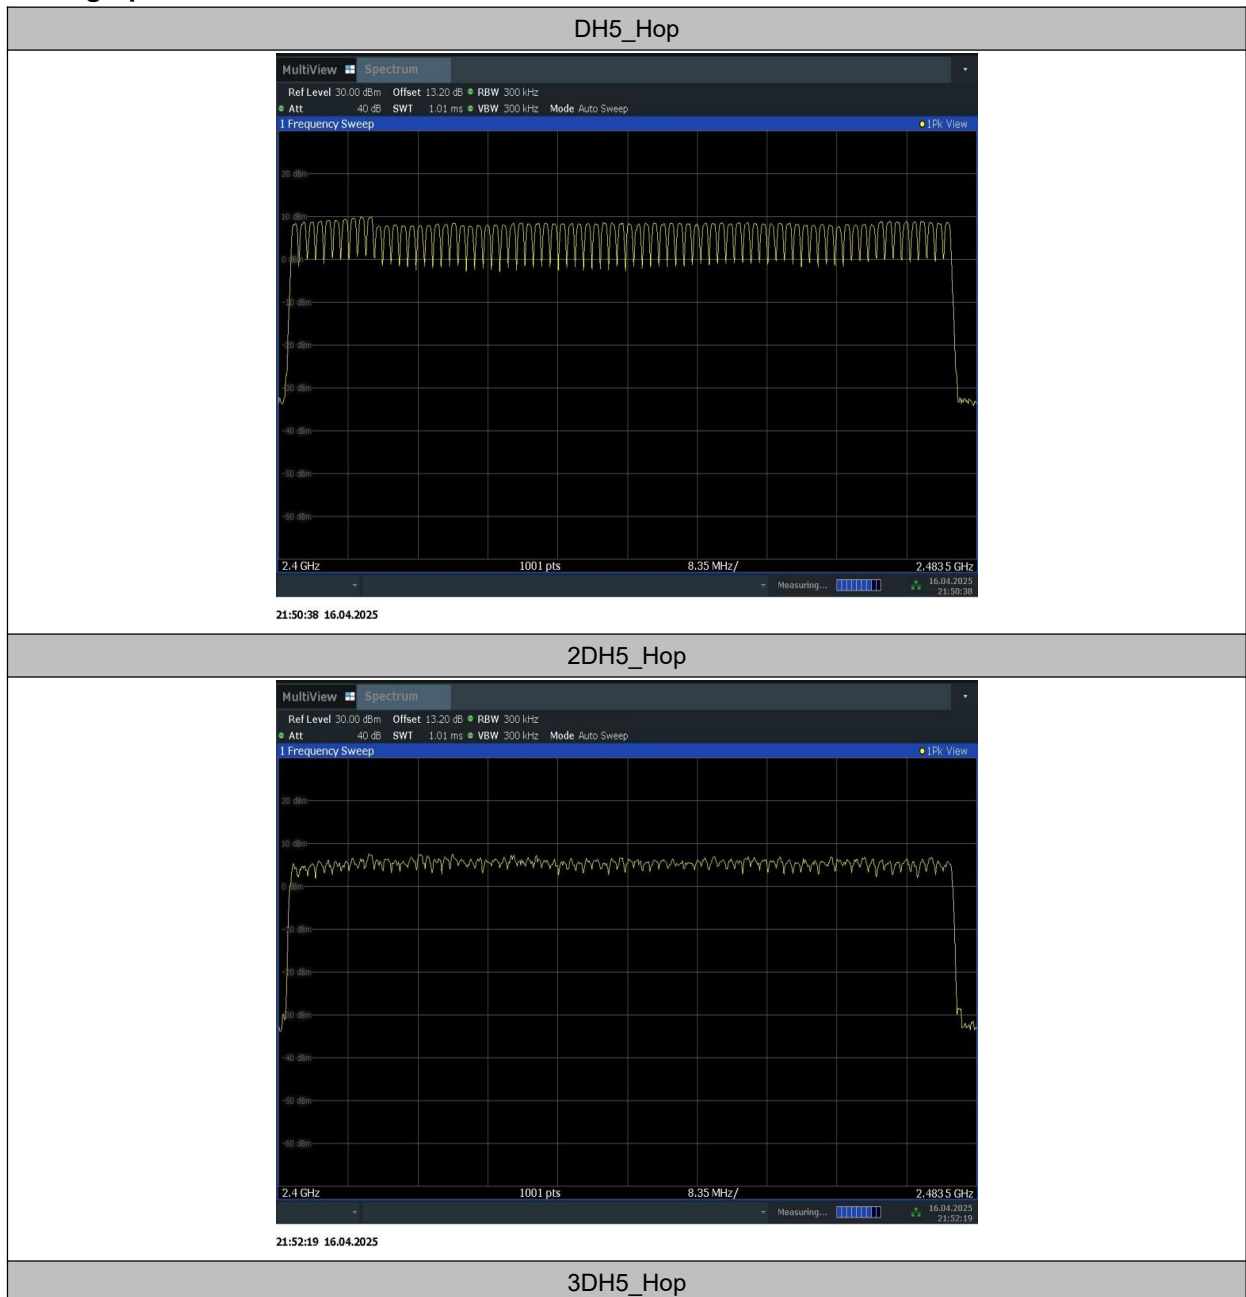 DH5_Hop
MultiView Spectrum
Ref Level 30.00 dBm Offset 13.20 dB RBW 300 kHz
Att 40 dB SWT 1.01 ms VBW 300 kHz Mode Auto Sweep
1 Frequency Sweep 1Pk View
20 dBm
10 dBm
0 dBm
-10 dBm
-20 dBm
-30 dBm
-40 dBm
-50 dBm
-60 dBm
2.4 GHz 1001 pts 8.35 MHz/ 2.4835 GHz
Measuring... 16.04.2025
21:50:38
21:50:38 16.04.2025
2DH5_Hop
MultiView Spectrum
Ref Level 30.00 dBm Offset 13.20 dB RBW 300 kHz
Att 40 dB SWT 1.01 ms VBW 300 kHz Mode Auto Sweep
1 Frequency Sweep 1Pk View
20 dBm
10 dBm
0 dBm
-10 dBm
-20 dBm
-30 dBm
-40 dBm
-50 dBm
-60 dBm
2.4 GHz 1001 pts 8.35 MHz/ 2.4835 GHz
Measuring... 16.04.2025
21:52:19
21:52:19 16.04.2025
3DH5_Hop